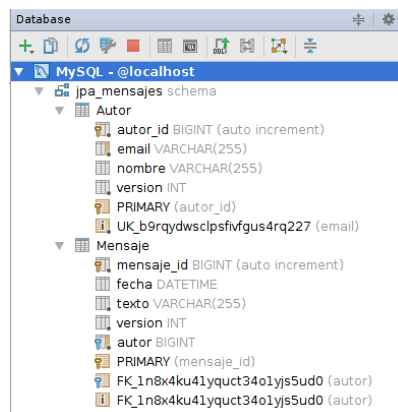 Database
DDL
MySQL - @localhost
jpa_mensajes schema
Autor
autor_id BIGINT (auto increment)
email VARCHAR(255)
nombre VARCHAR(255)
version INT
PRIMARY (autor_id)
UK_b9rqydwsclpsfivfgus4rq227 (email)
Mensaje
mensaje_id BIGINT (auto increment)
fecha DATETIME
texto VARCHAR(255)
version INT
autor BIGINT
PRIMARY (mensaje_id)
FK_1n8x4ku41yquct34o1yjs5ud0 (autor)
FK_1n8x4ku41yquct34o1yjs5ud0 (autor)